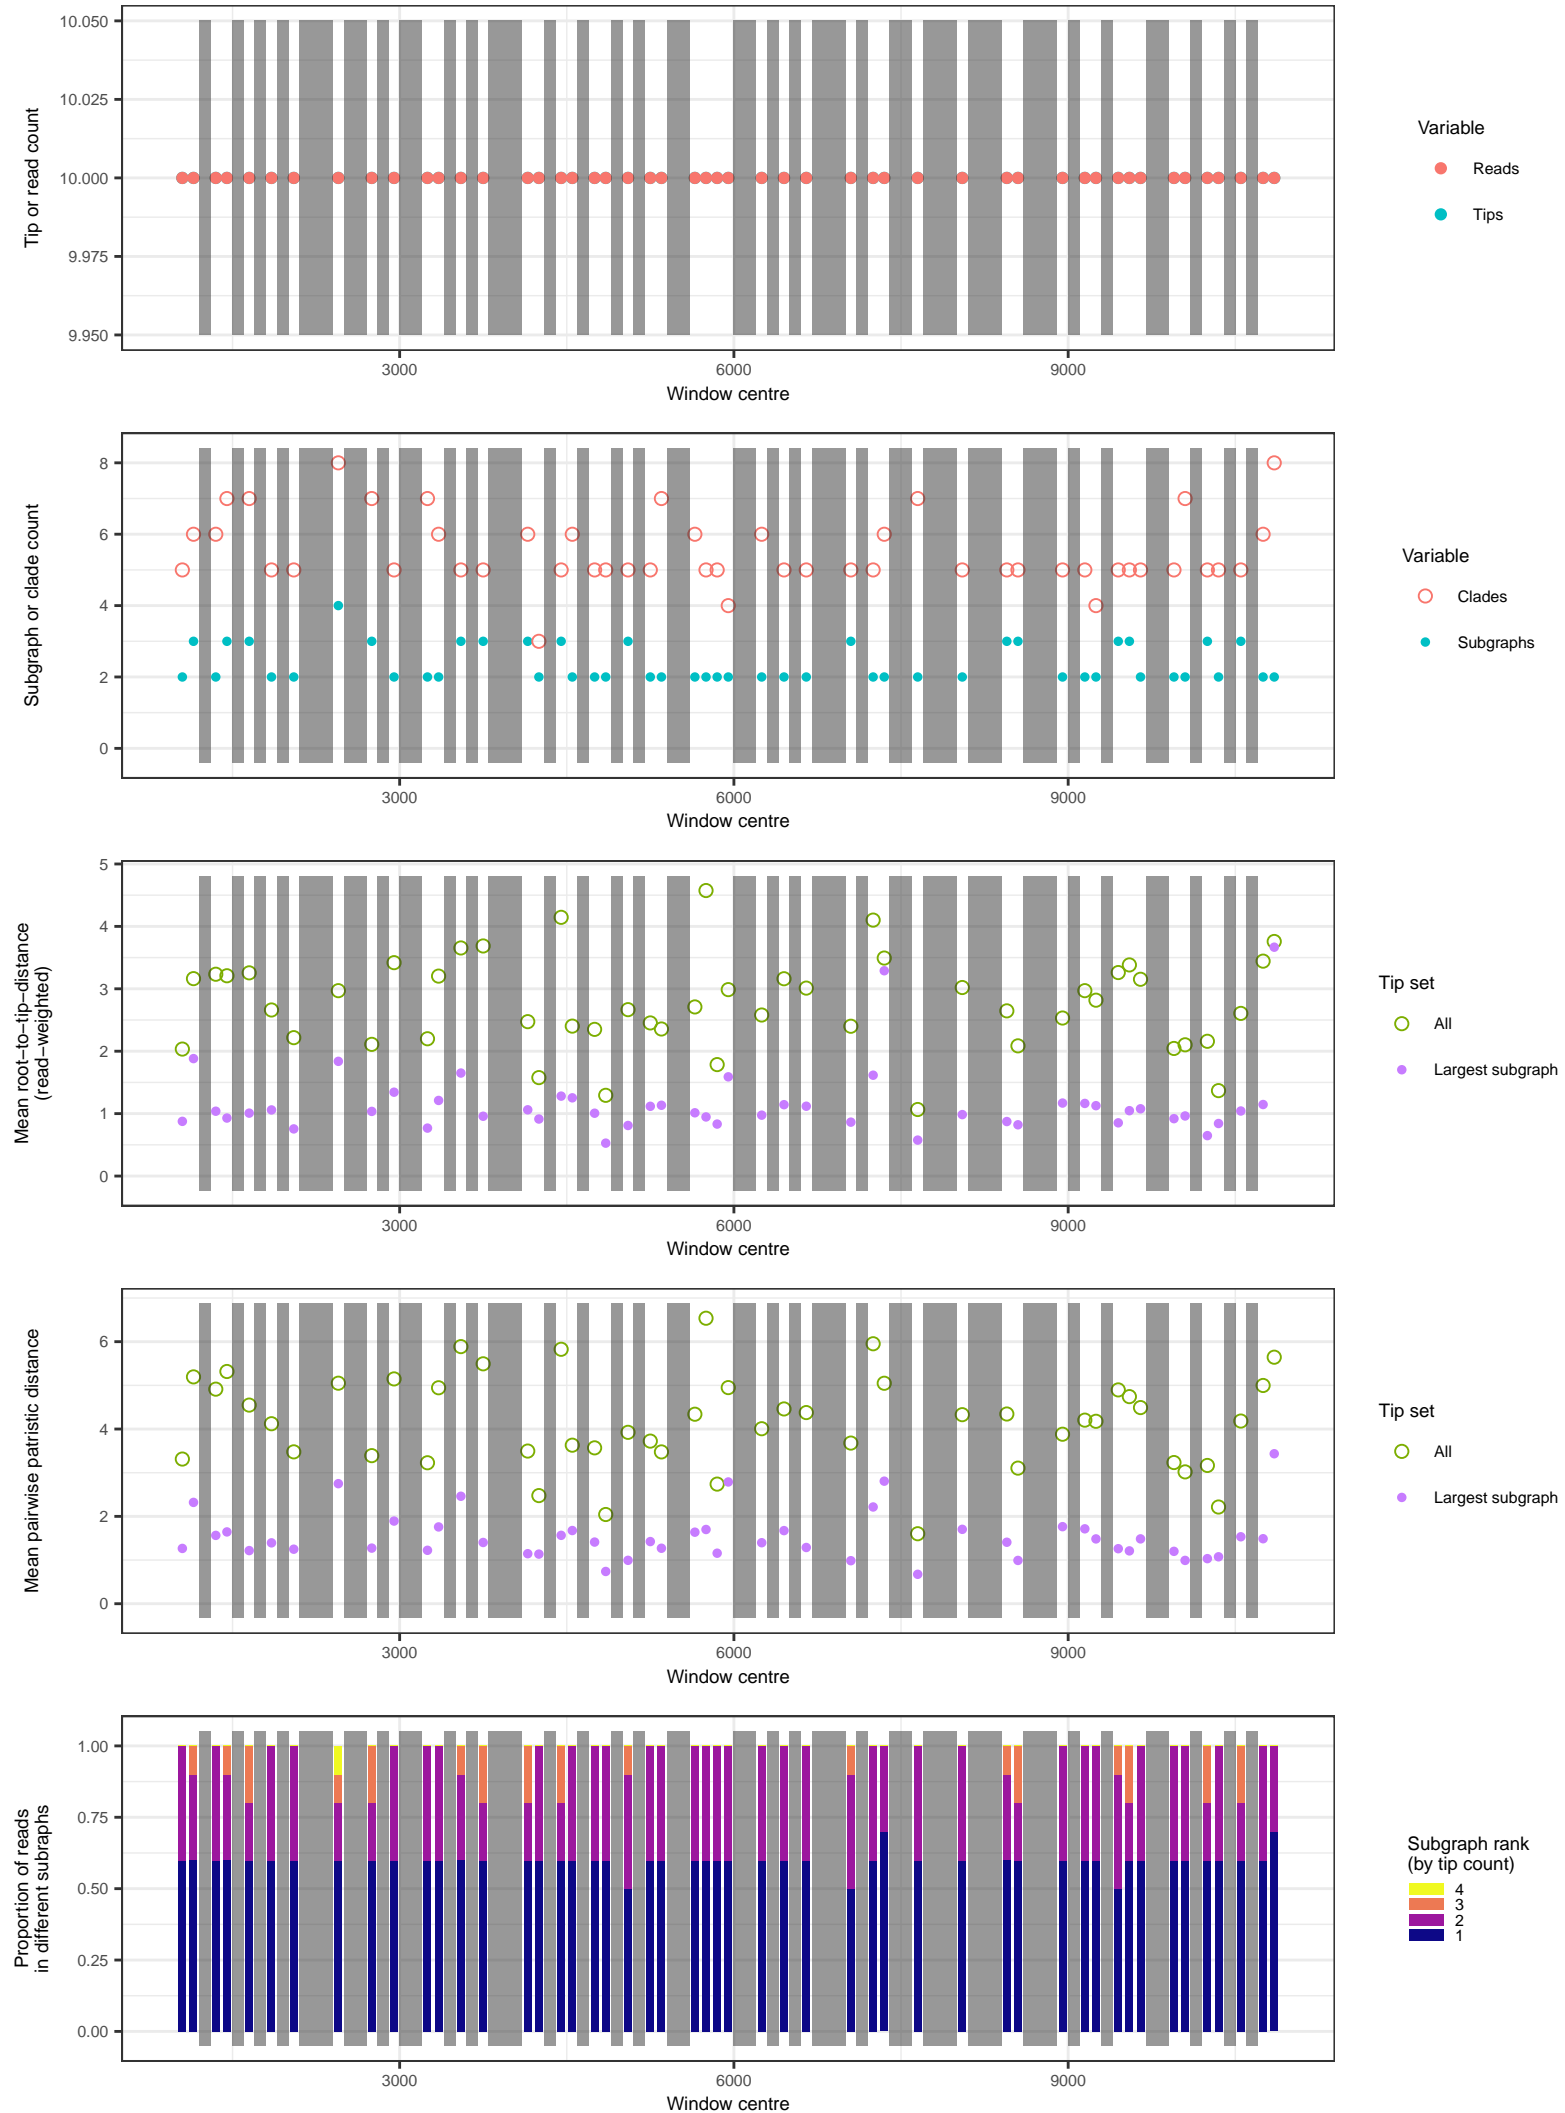 10.050
10.025
10.000
9.975
9.950
Tip or read count
3000 6000 9000
Window centre
Variable
Reads
Tips
8
6
4
2
0
Subgraph or clade count
3000 6000 9000
Window centre
Variable
Clades
Subgraphs
5
4
3
2
1
0
Mean root−to−tip−distance
(read−weighted)
3000 6000 9000
Window centre
Tip set
All
Largest subgraph
6
4
2
0
Mean pairwise patristic distance
3000 6000 9000
Window centre
Tip set
All
Largest subgraph
1.00
0.75
0.50
0.25
0.00
Proportion of reads
in different subraphs
3000 6000 9000
Window centre
Subgraph rank
(by tip count)
4
3
2
1